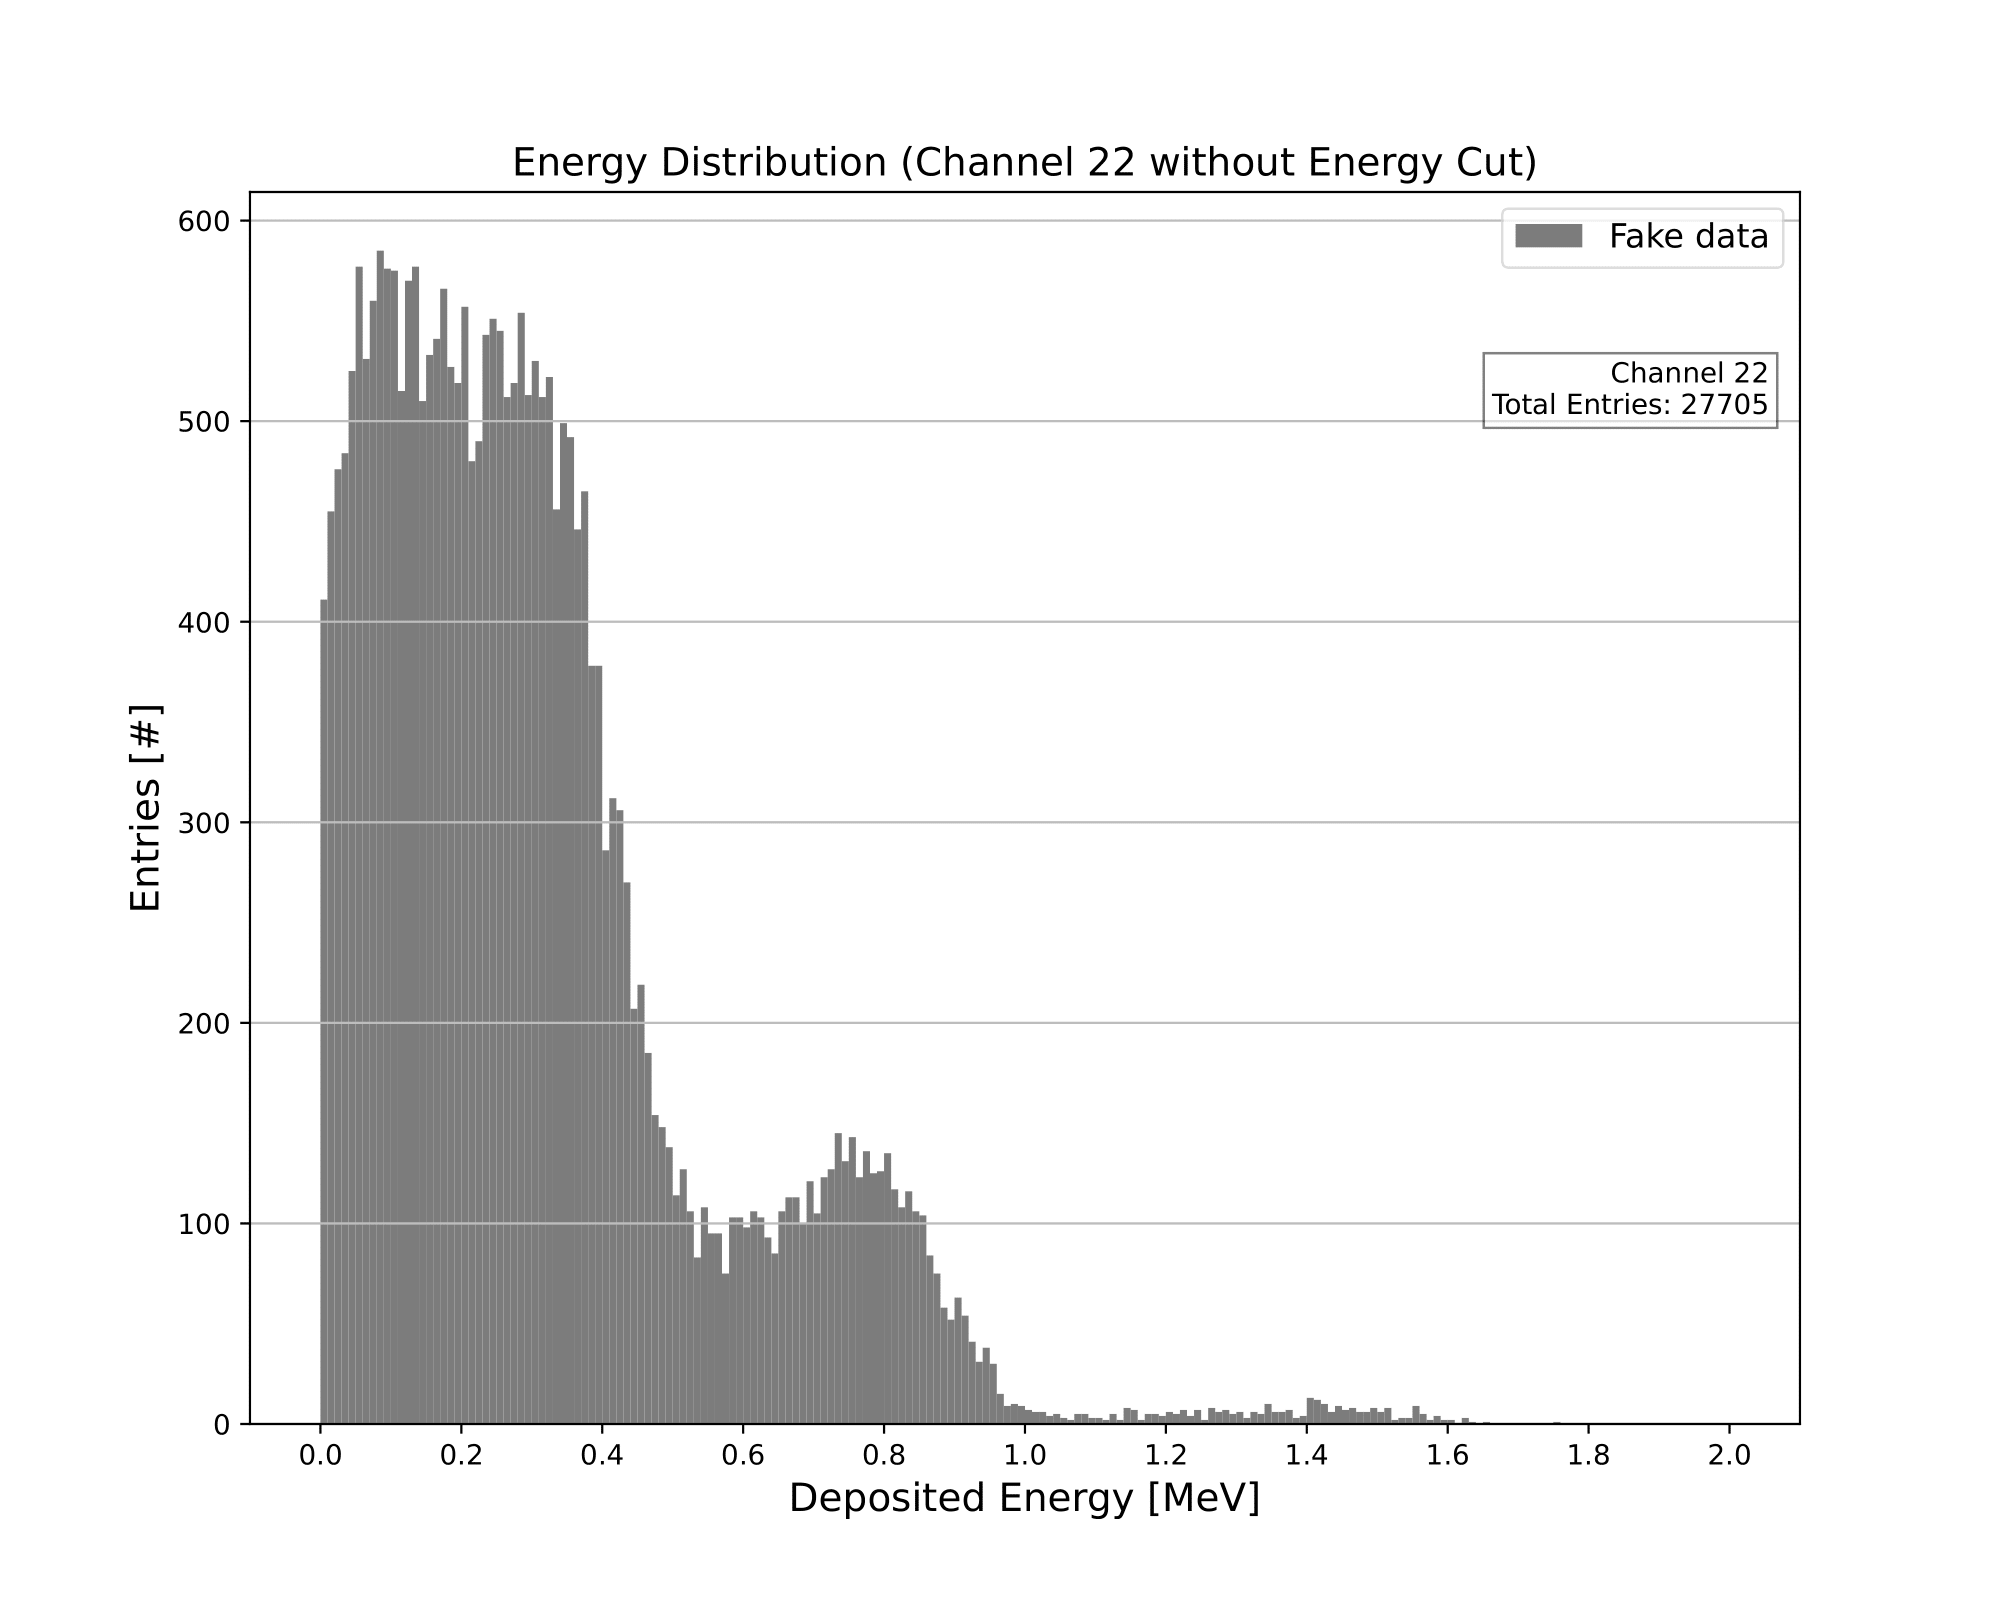 Energy Distribution (Channel 22 without Energy Cut)
Fake data
Channel 22
Total Entries: 27705
Entries [#]
600
500
400
300
200
100
0
0.0 0.2 0.4 0.6 0.8 1.0 1.2 1.4 1.6 1.8 2.0
Deposited Energy [MeV]